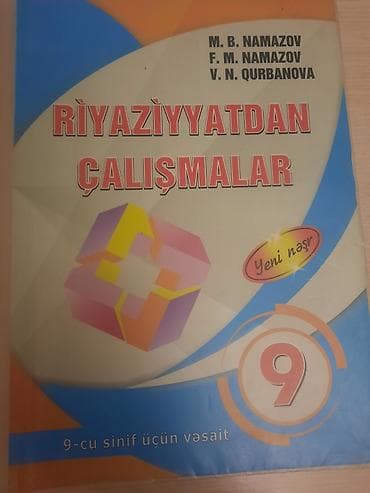 M. B. NAMAZOV
F. M. NAMAZOV
V. N. QURBANOVA
RİYAZİYYATDAN
ÇALIŞMALAR
Yeni nəşr
9
9-cu sinif üçün vəsait